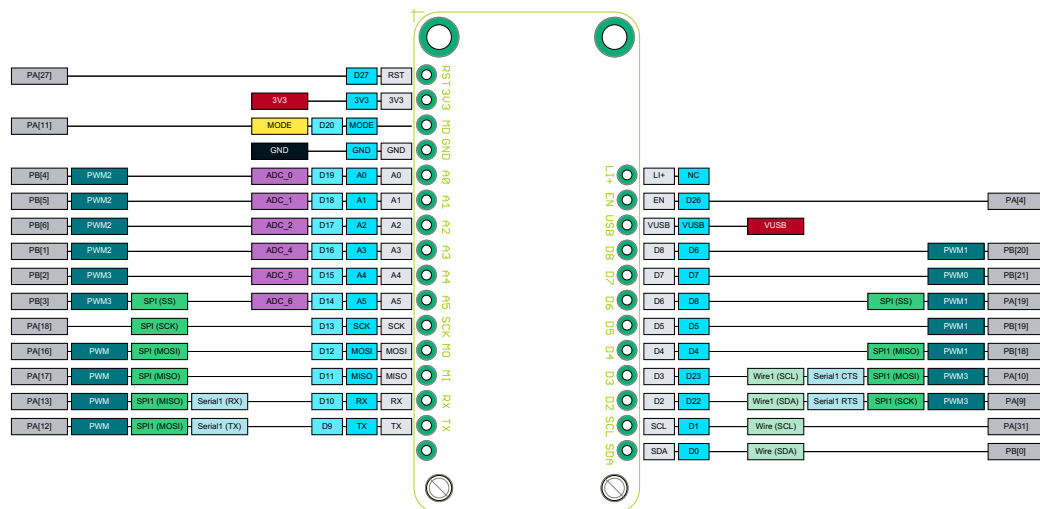 PA[27] D27 RST RST
3V3 3V3 3V3 3V3
PA[11] MODE D20 MODE MD
GND GND GND GND
PB[4] PWM2 ADC_0 D19 A0 A0 A0
PB[5] PWM2 ADC_1 D18 A1 A1 A1
PB[6] PWM2 ADC_2 D17 A2 A2 A2
PB[1] PWM2 ADC_4 D16 A3 A3 A3
PB[2] PWM3 ADC_5 D15 A4 A4 A4
PB[3] PWM3 SPI (SS) ADC_6 D14 A5 A5 A5
PA[18] SPI (SCK) D13 SCK SCK SCK
PA[16] PWM SPI (MOSI) D12 MOSI MOSI MO
PA[17] PWM SPI (MISO) D11 MISO MISO MI
PA[13] PWM SPI1 (MISO) Serial1 (RX) D10 RX RX RX
PA[12] PWM SPI1 (MOSI) Serial1 (TX) D9 TX TX TX
LI+ LI+ NC
EN EN D26 PA[4]
USB VUSB VUSB VUSB
D8 D8 D6 PWM1 PB[20]
D7 D7 D7 PWM0 PB[21]
D6 D6 D8 SPI (SS) PWM1 PA[19]
D5 D5 D5 PWM1 PB[19]
D4 D4 D4 SPI1 (MISO) PWM1 PB[18]
D3 D3 D23 Wire1 (SCL) Serial1 CTS SPI1 (MOSI) PWM3 PA[10]
D2 D2 D22 Wire1 (SDA) Serial1 RTS SPI1 (SCK) PWM3 PA[9]
SCL SCL D1 Wire (SCL) PA[31]
SDA SDA D0 Wire (SDA) PB[0]